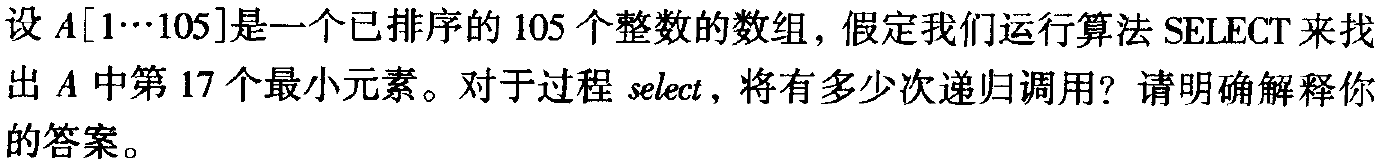 设 A[1…105]是一个已排序的 105 个整数的数组，假定我们运行算法 SELECT 来找
出 A 中第 17 个最小元素。对于过程 select，将有多少次递归调用？请明确解释你
的答案。